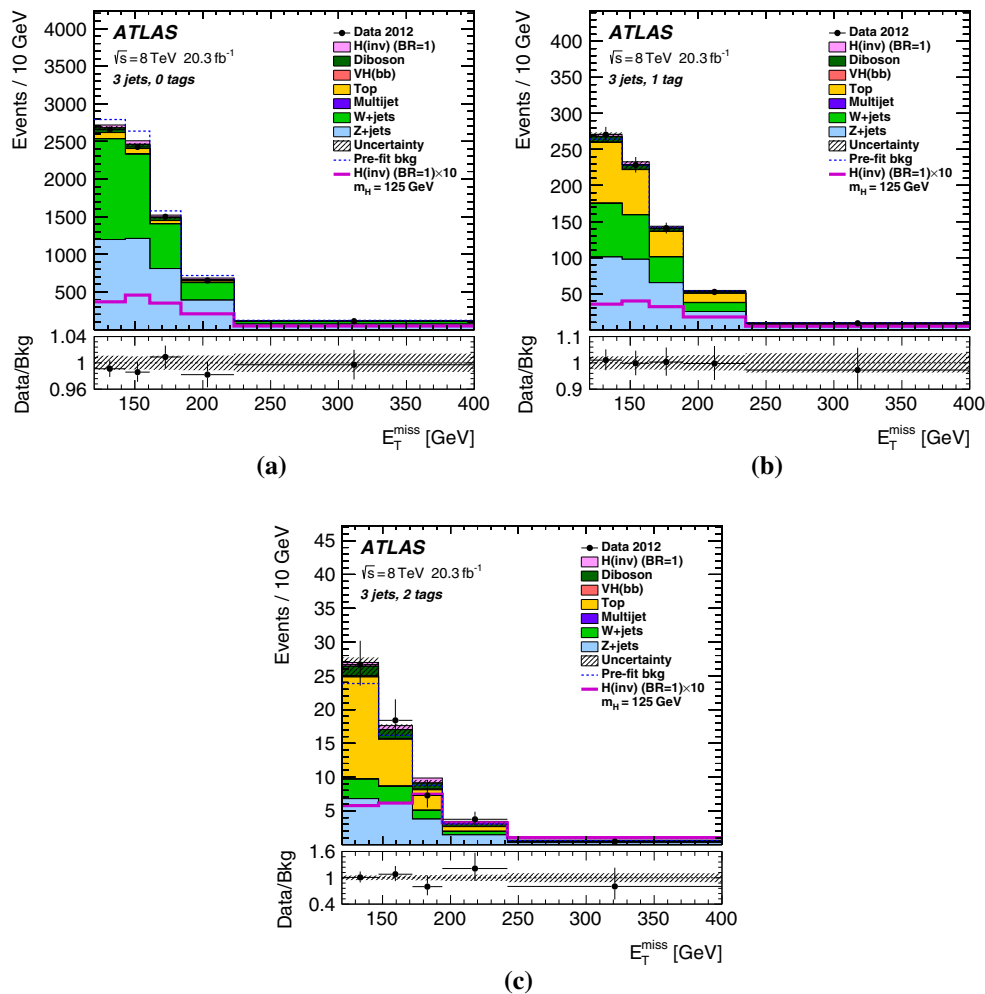 ATLAS
√s = 8 TeV 20.3 fb⁻¹
3 jets, 0 tags
Data 2012
H(inv) (BR=1)
Diboson
VH(bb)
Top
Multijet
W+jets
Z+jets
Uncertainty
Pre-fit bkg
H(inv) (BR=1)×10
m_H = 125 GeV
Events / 10 GeV
4000
3500
3000
2500
2000
1500
1000
500
Data/Bkg
1.04
1
0.96
150 200 250 300 350 400
E_T^miss [GeV]
(a)
ATLAS
√s = 8 TeV 20.3 fb⁻¹
3 jets, 1 tag
Data 2012
H(inv) (BR=1)
Diboson
VH(bb)
Top
Multijet
W+jets
Z+jets
Uncertainty
Pre-fit bkg
H(inv) (BR=1)×10
m_H = 125 GeV
Events / 10 GeV
400
350
300
250
200
150
100
50
Data/Bkg
1.1
1
0.9
150 200 250 300 350 400
E_T^miss [GeV]
(b)
ATLAS
√s = 8 TeV 20.3 fb⁻¹
3 jets, 2 tags
Data 2012
H(inv) (BR=1)
Diboson
VH(bb)
Top
Multijet
W+jets
Z+jets
Uncertainty
Pre-fit bkg
H(inv) (BR=1)×10
m_H = 125 GeV
Events / 10 GeV
45
40
35
30
25
20
15
10
5
Data/Bkg
1.6
1
0.4
150 200 250 300 350 400
E_T^miss [GeV]
(c)